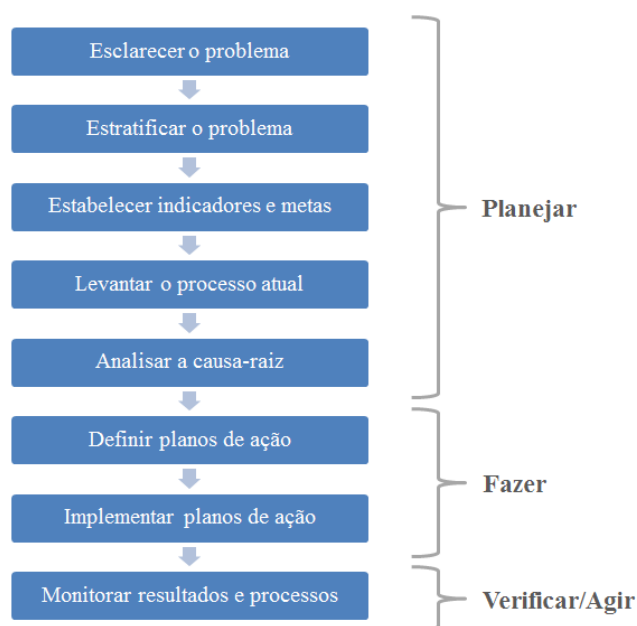 Esclarecer o problema
Estratificar o problema
Estabelecer indicadores e metas
Planejar
Levantar o processo atual
Analisar a causa-raiz
Definir planos de ação
Fazer
Implementar planos de ação
Monitorar resultados e processos
Verificar/Agir